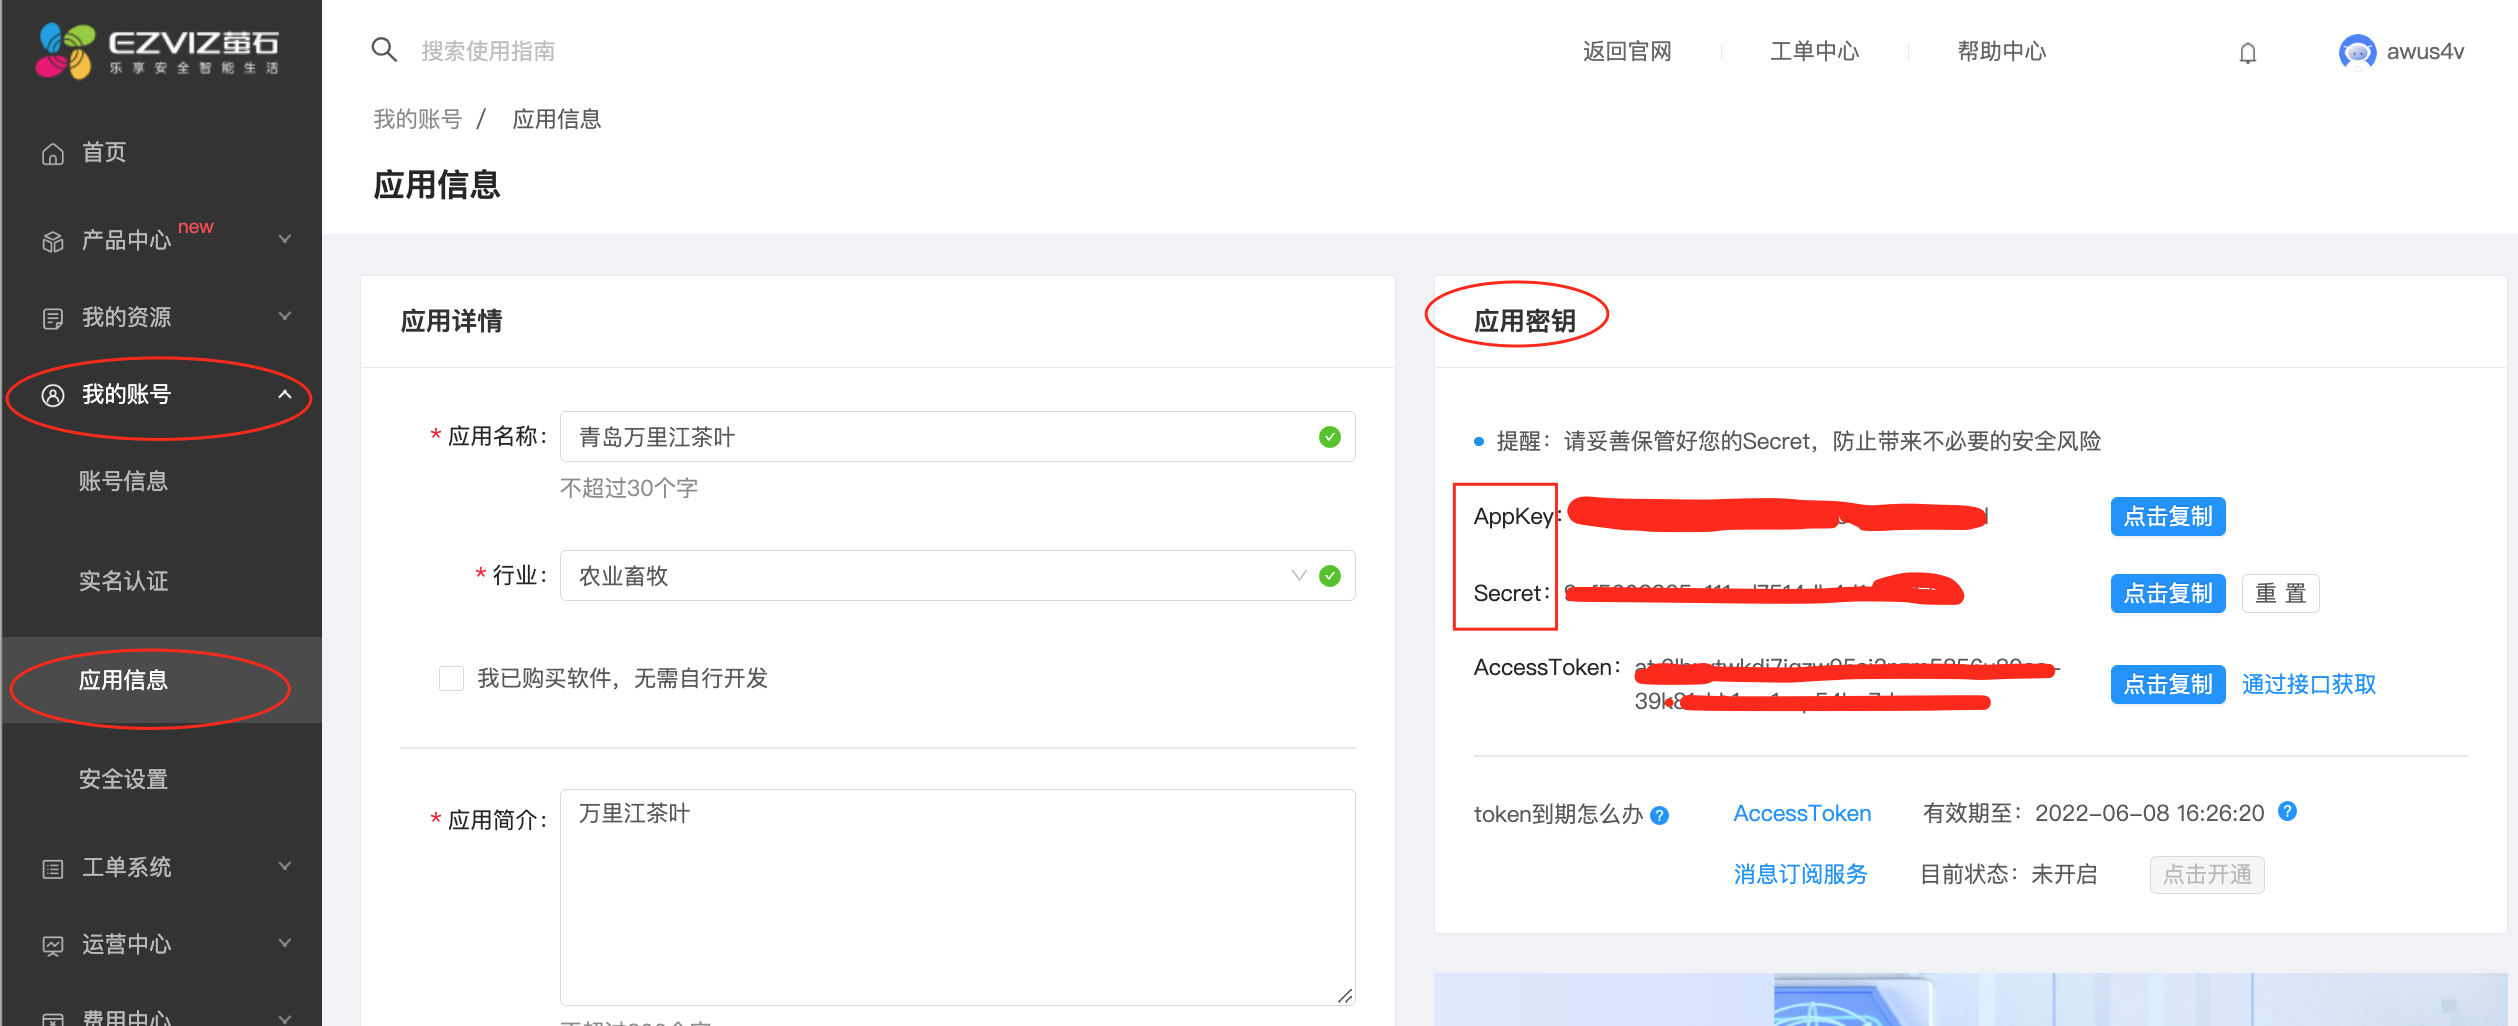 EZVIZ萤石
乐享安全智能生活
搜索使用指南
返回官网
工单中心
帮助中心
awus4v
我的账号 / 应用信息
应用信息
首页
产品中心 new
我的资源
我的账号
账号信息
实名认证
应用信息
安全设置
工单系统
运营中心
费用中心
应用详情
* 应用名称：
青岛万里江茶叶
不超过30个字
* 行业：
农业畜牧
我已购买软件，无需自行开发
* 应用简介：
万里江茶叶
应用密钥
提醒：请妥善保管好您的Secret，防止带来不必要的安全风险
AppKey：
点击复制
Secret：
点击复制
重置
AccessToken：
点击复制
通过接口获取
token到期怎么办
AccessToken
有效期至：2022-06-08 16:26:20
消息订阅服务
目前状态：未开启
点击开通